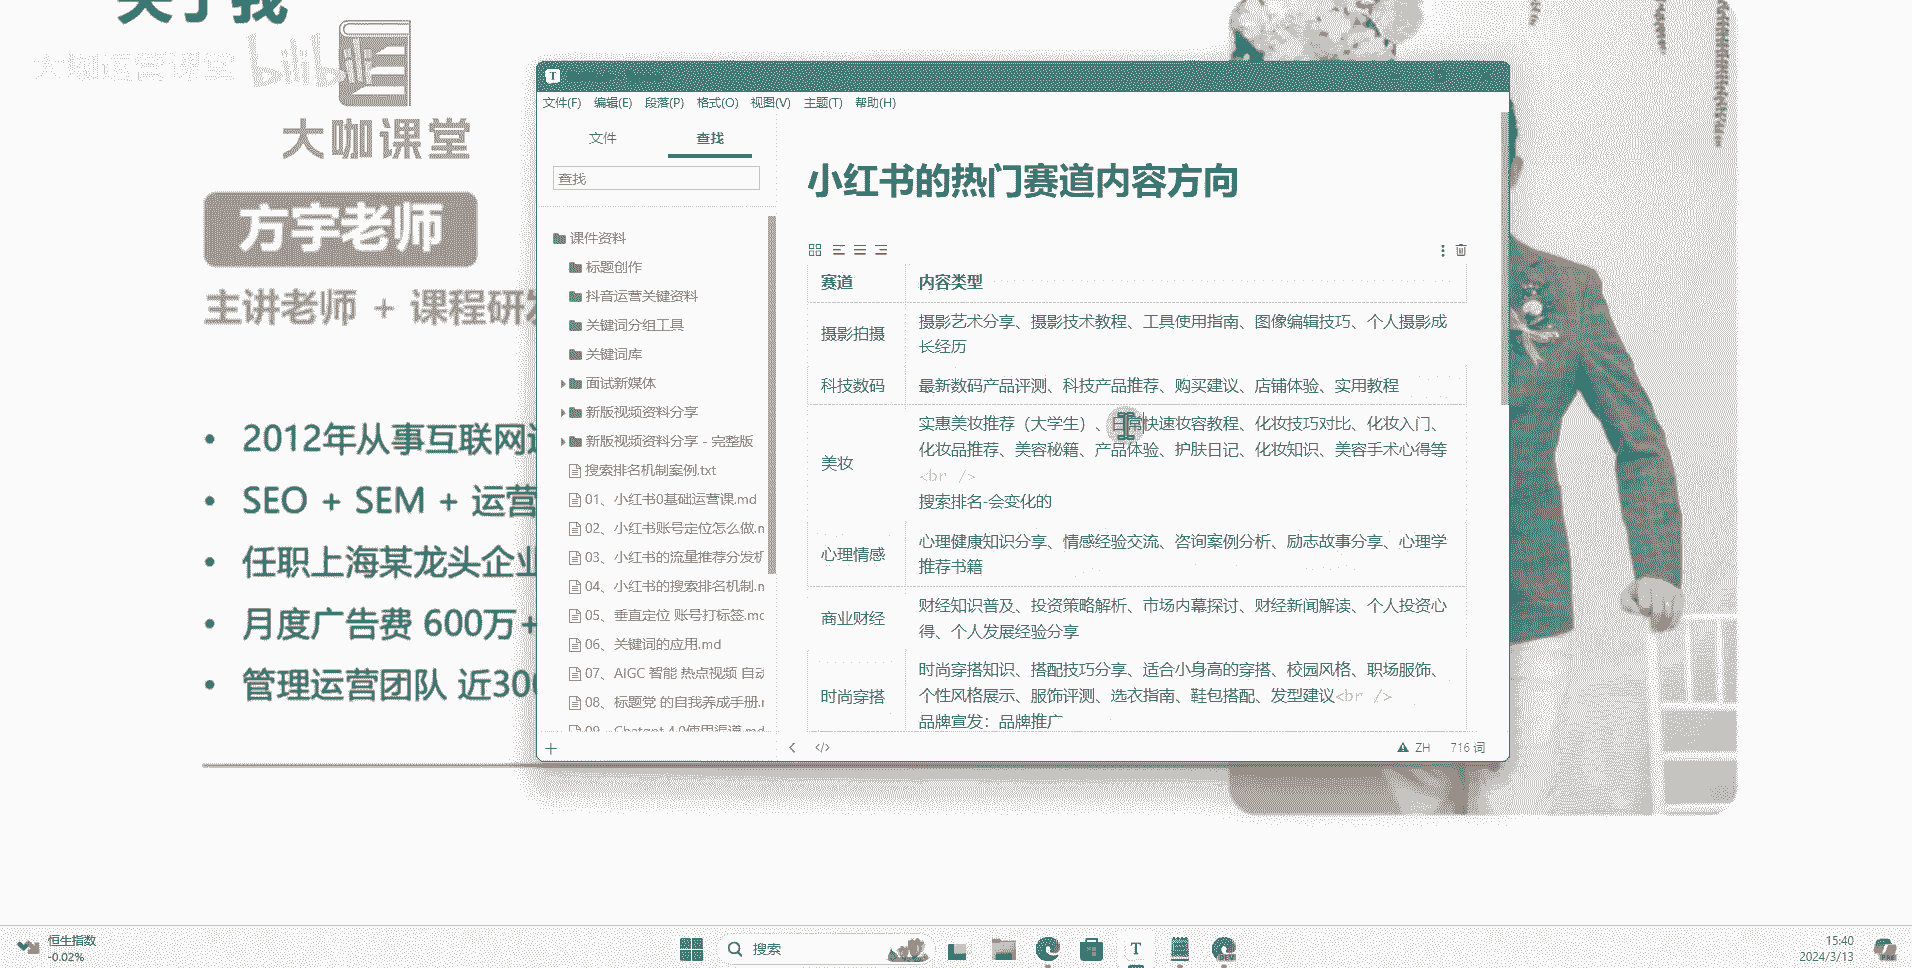 关于我
大咖运营课堂 bilibili
大咖课堂
方宇老师
主讲老师 + 课程研发
2012年从事互联网
SEO + SEM + 运营
任职上海某龙头企业
月度广告费 600万+
管理运营团队 近300
文件(F) 编辑(E) 段落(P) 格式(O) 视图(V) 主题(T) 帮助(H)
文件 查找
查找
课件资料
标题创作
抖音运营关键资料
关键词分组工具
关键词库
面试新媒体
新版视频资料分享
新版视频资料分享 - 完整版
搜索排名机制案例.txt
01、小红书0基础运营课.md
02、小红书账号定位怎么做.m
03、小红书的流量推荐分发机
04、小红书的搜索排名机制.m
05、垂直定位 账号打标签.mc
06、关键词的应用.md
07、AIGC 智能 热点视频 自动
08、标题党 的自我养成手册.r
09、Chatgpt 4.0使用渠道.md
小红书的热门赛道内容方向
赛道 内容类型
摄影拍摄 摄影艺术分享、摄影技术教程、工具使用指南、图像编辑技巧、个人摄影成
长经历
科技数码 最新数码产品评测、科技产品推荐、购买建议、店铺体验、实用教程
美妆 实惠美妆推荐（大学生）、日常快速妆容教程、化妆技巧对比、化妆入门、
化妆品推荐、美容秘籍、产品体验、护肤日记、化妆知识、美容手术心得等
<br />
搜索排名-会变化的
心理情感 心理健康知识分享、情感经验交流、咨询案例分析、励志故事分享、心理学
推荐书籍
商业财经 财经知识普及、投资策略解析、市场内幕探讨、财经新闻解读、个人投资心
得、个人发展经验分享
时尚穿搭 时尚穿搭知识、搭配技巧分享、适合小身高的穿搭、校园风格、职场服饰、
个性风格展示、服饰评测、选衣指南、鞋包搭配、发型建议<br />
品牌宣发：品牌推广
ZH 716 词
恒生指数
-0.02%
搜索
15:40
2024/3/13